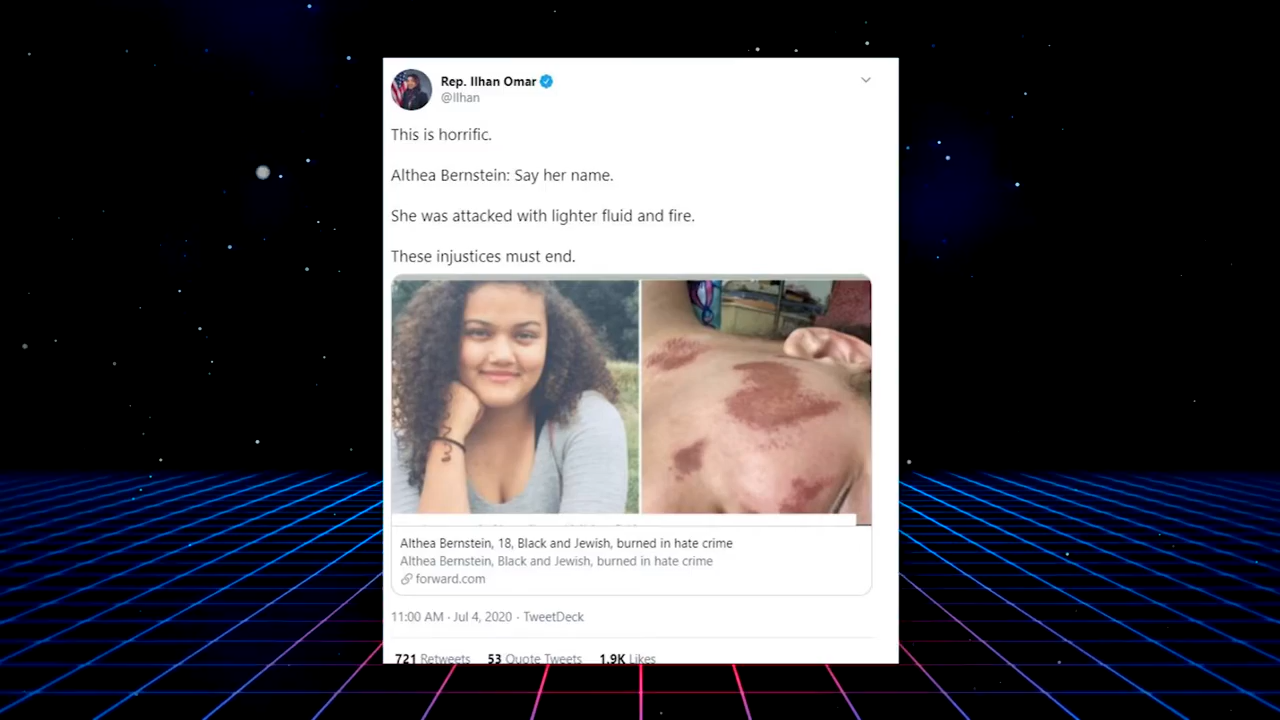 Rep. Ilhan Omar
@Ilhan
This is horrific.
Althea Bernstein: Say her name.
She was attacked with lighter fluid and fire.
These injustices must end.
Althea Bernstein, 18, Black and Jewish, burned in hate crime
Althea Bernstein, Black and Jewish, burned in hate crime
forward.com
11:00 AM · Jul 4, 2020 · TweetDeck
721 Retweets 53 Quote Tweets 1.9K Likes